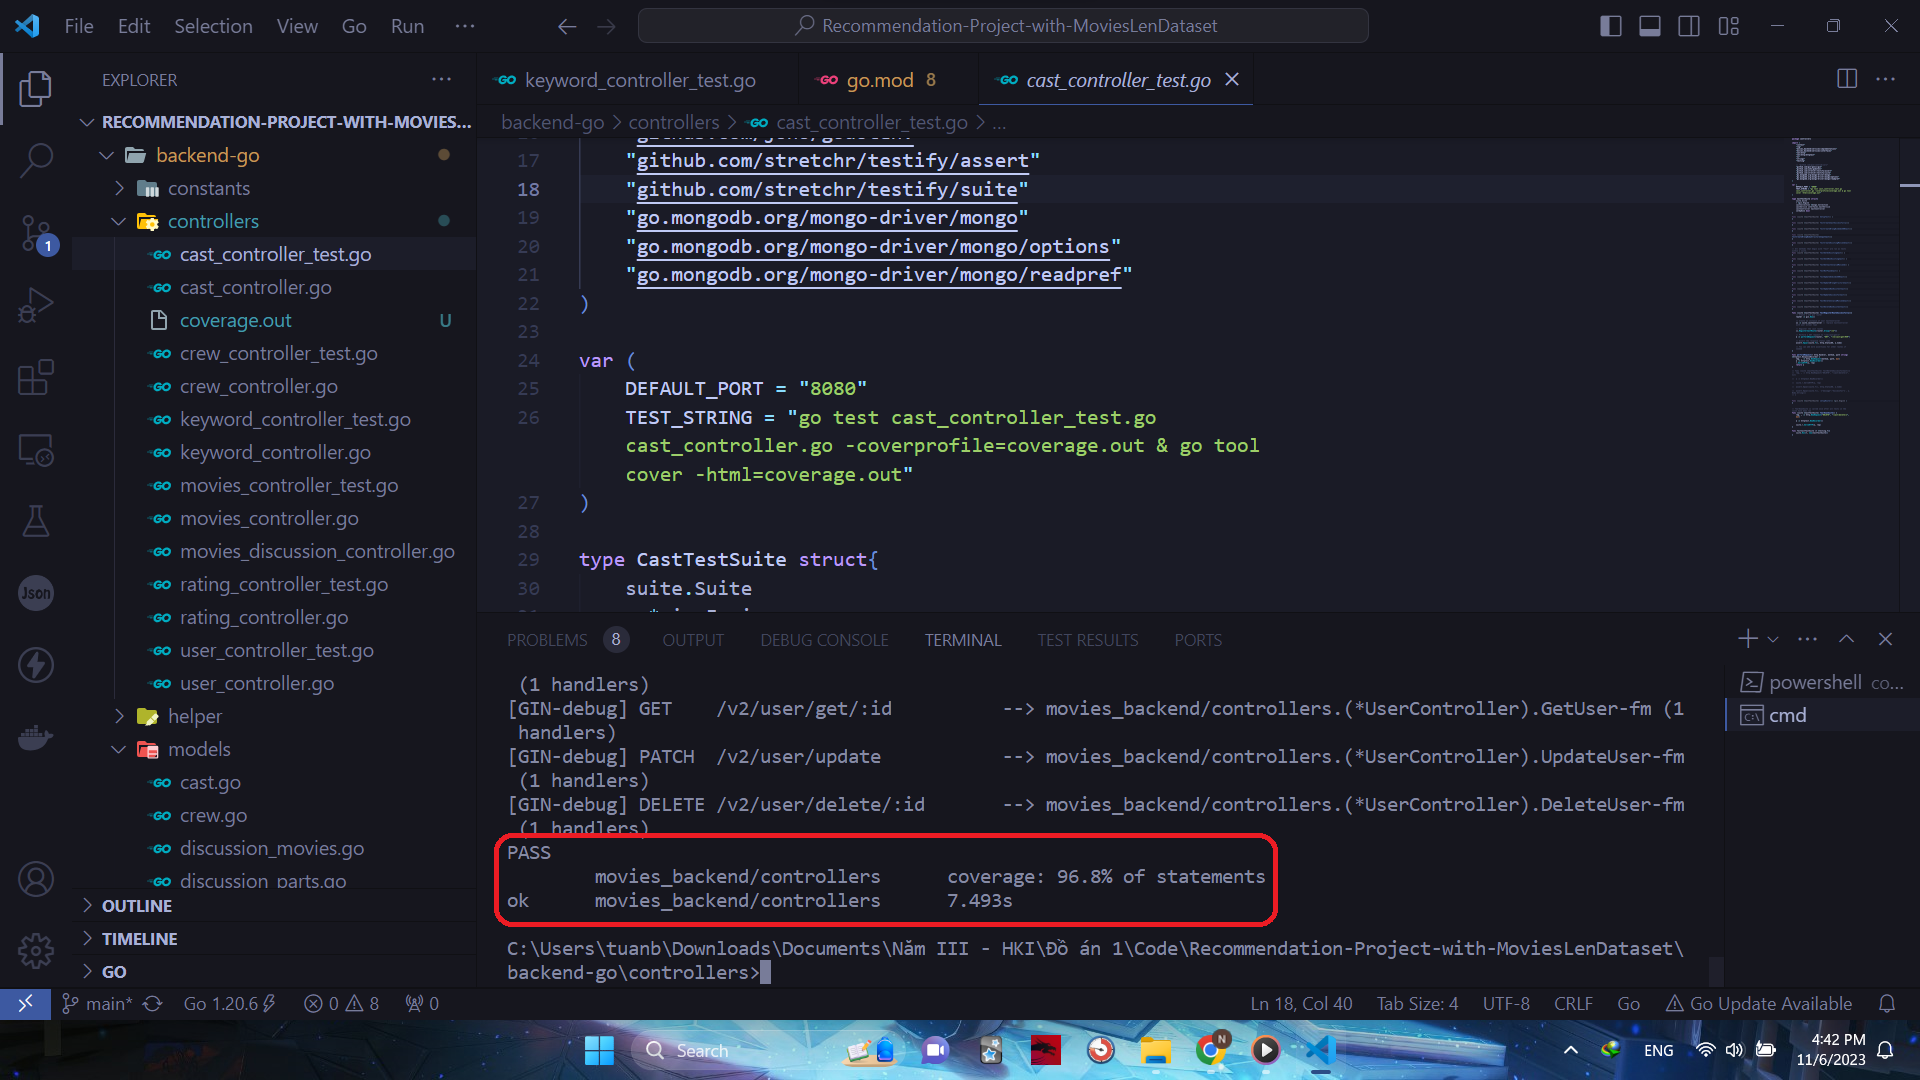 File Edit Selection View Go Run ···
Recommendation-Project-with-MoviesLenDataset
EXPLORER
RECOMMENDATION-PROJECT-WITH-MOVIES...
backend-go
constants
controllers
cast_controller_test.go
cast_controller.go
coverage.out U
crew_controller_test.go
crew_controller.go
keyword_controller_test.go
keyword_controller.go
movies_controller_test.go
movies_controller.go
movies_discussion_controller.go
rating_controller_test.go
rating_controller.go
user_controller_test.go
user_controller.go
helper
models
cast.go
crew.go
discussion_movies.go
discussion_parts.go
OUTLINE
TIMELINE
GO
1
Json
keyword_controller_test.go
go.mod 8
cast_controller_test.go
backend-go > controllers > cast_controller_test.go > ...
17 "github.com/stretchr/testify/assert"
18 "github.com/stretchr/testify/suite"
19 "go.mongodb.org/mongo-driver/mongo"
20 "go.mongodb.org/mongo-driver/mongo/options"
21 "go.mongodb.org/mongo-driver/mongo/readpref"
22 )
23
24 var (
25 DEFAULT_PORT = "8080"
26 TEST_STRING = "go test cast_controller_test.go
cast_controller.go -coverprofile=coverage.out & go tool
cover -html=coverage.out"
27 )
28
29 type CastTestSuite struct{
30 suite.Suite
PROBLEMS 8 OUTPUT DEBUG CONSOLE TERMINAL TEST RESULTS PORTS
(1 handlers)
[GIN-debug] GET /v2/user/get/:id --> movies_backend/controllers.(*UserController).GetUser-fm (1
handlers)
[GIN-debug] PATCH /v2/user/update --> movies_backend/controllers.(*UserController).UpdateUser-fm
(1 handlers)
[GIN-debug] DELETE /v2/user/delete/:id --> movies_backend/controllers.(*UserController).DeleteUser-fm
(1 handlers)
PASS
movies_backend/controllers coverage: 96.8% of statements
ok movies_backend/controllers 7.493s
C:\Users\tuanb\Downloads\Documents\Năm III - HKI\Đồ án 1\Code\Recommendation-Project-with-MoviesLenDataset\
backend-go\controllers>
powershell co...
cmd
main* Go 1.20.6 0 8 0
Ln 18, Col 40 Tab Size: 4 UTF-8 CRLF Go Go Update Available
Search
N
ENG
4:42 PM
11/6/2023